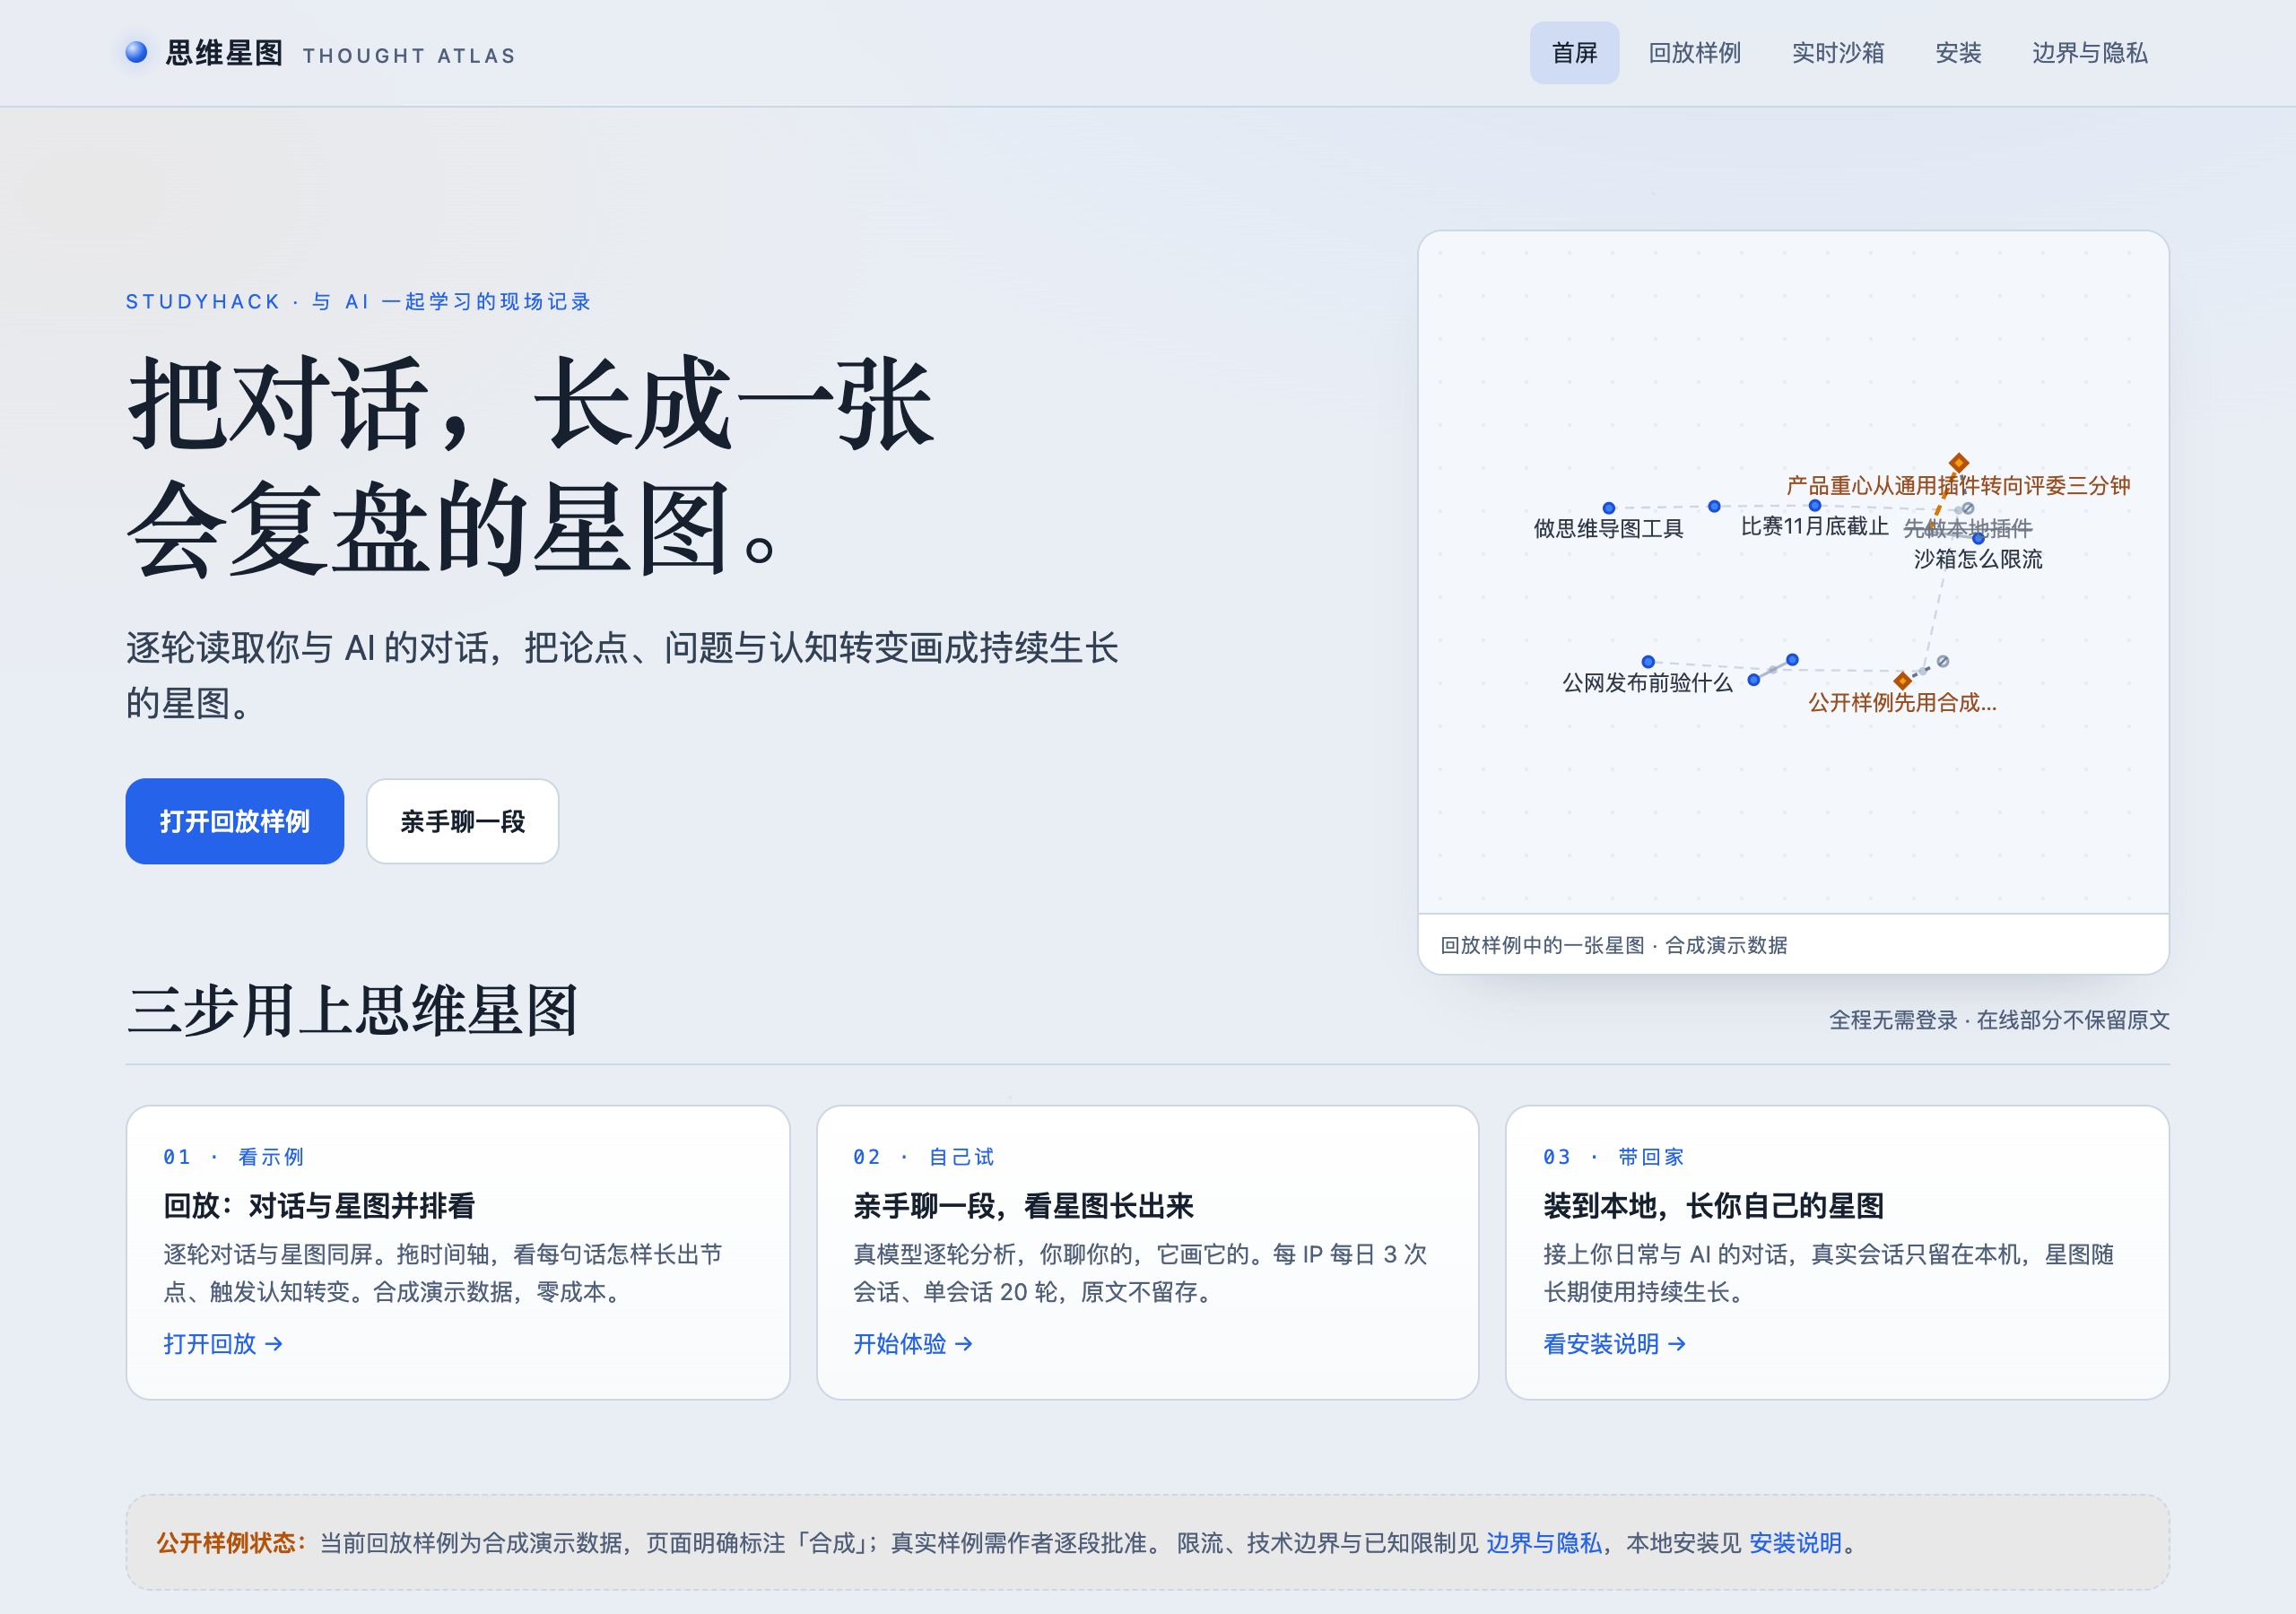 思维星图 THOUGHT ATLAS
首屏
回放样例
实时沙箱
安装
边界与隐私
STUDYHACK · 与 AI 一起学习的现场记录
把对话，长成一张
会复盘的星图。
逐轮读取你与 AI 的对话，把论点、问题与认知转变画成持续生长
的星图。
打开回放样例
亲手聊一段
产品重心从通用插件转向评委三分钟
做思维导图工具
比赛11月底截止
先做本地插件
沙箱怎么限流
公网发布前验什么
公开样例先用合成…
回放样例中的一张星图 · 合成演示数据
三步用上思维星图
全程无需登录 · 在线部分不保留原文
01 · 看示例
回放：对话与星图并排看
逐轮对话与星图同屏。拖时间轴，看每句话怎样长出节
点、触发认知转变。合成演示数据，零成本。
打开回放 →
02 · 自己试
亲手聊一段，看星图长出来
真模型逐轮分析，你聊你的，它画它的。每 IP 每日 3 次
会话、单会话 20 轮，原文不留存。
开始体验 →
03 · 带回家
装到本地，长你自己的星图
接上你日常与 AI 的对话，真实会话只留在本机，星图随
长期使用持续生长。
看安装说明 →
公开样例状态：当前回放样例为合成演示数据，页面明确标注「合成」；真实样例需作者逐段批准。 限流、技术边界与已知限制见 边界与隐私，本地安装见 安装说明。